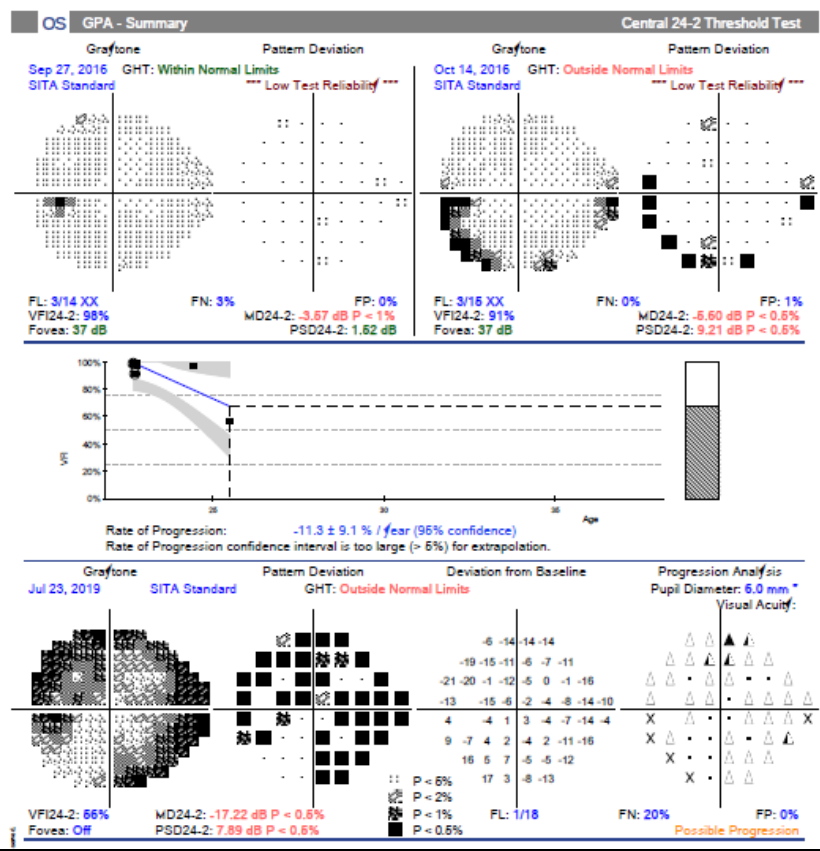 OS GPA - Summary Central 24-2 Threshold Test
Graytone Pattern Deviation Graytone Pattern Deviation
Sep 27, 2016 GHT: Within Normal Limits Oct 14, 2016 GHT: Outside Normal Limits
SITA Standard *** Low Test Reliability *** SITA Standard *** Low Test Reliability ***
FL: 3/14 XX FN: 3% FP: 0% FL: 3/15 XX FN: 0% FP: 1%
VFI24-2: 98% MD24-2: -3.57 dB P < 1% VFI24-2: 91% MD24-2: -5.60 dB P < 0.5%
Fovea: 37 dB PSD24-2: 1.52 dB Fovea: 37 dB PSD24-2: 9.21 dB P < 0.5%
100%
80%
60%
40%
20%
0%
25 30 35
Age
Rate of Progression: -11.3 ± 9.1 % / year (95% confidence)
Rate of Progression confidence interval is too large (> 5%) for extrapolation.
Graytone Pattern Deviation Deviation from Baseline Progression Analysis
Jul 23, 2019 SITA Standard GHT: Outside Normal Limits Pupil Diameter: 6.0 mm *
Visual Acuity:
-6 -14 -14 -14
-19 -15 -11 -6 -7 -11
-21 -20 -1 -12 -5 0 -1 -16
-13 -15 -6 -2 -4 -8 -14 -10
4 -4 1 3 -4 -7 -14 -4 X X
9 -7 4 2 -4 2 -11 -16 X
16 5 7 -5 -5 -12 X
17 3 -8 -13 X
P < 5%
P < 2%
P < 1%
P < 0.5%
VFI24-2: 56% MD24-2: -17.22 dB P < 0.5% FL: 1/18 FN: 20% FP: 0%
Fovea: Off PSD24-2: 7.89 dB P < 0.5% Possible Progression